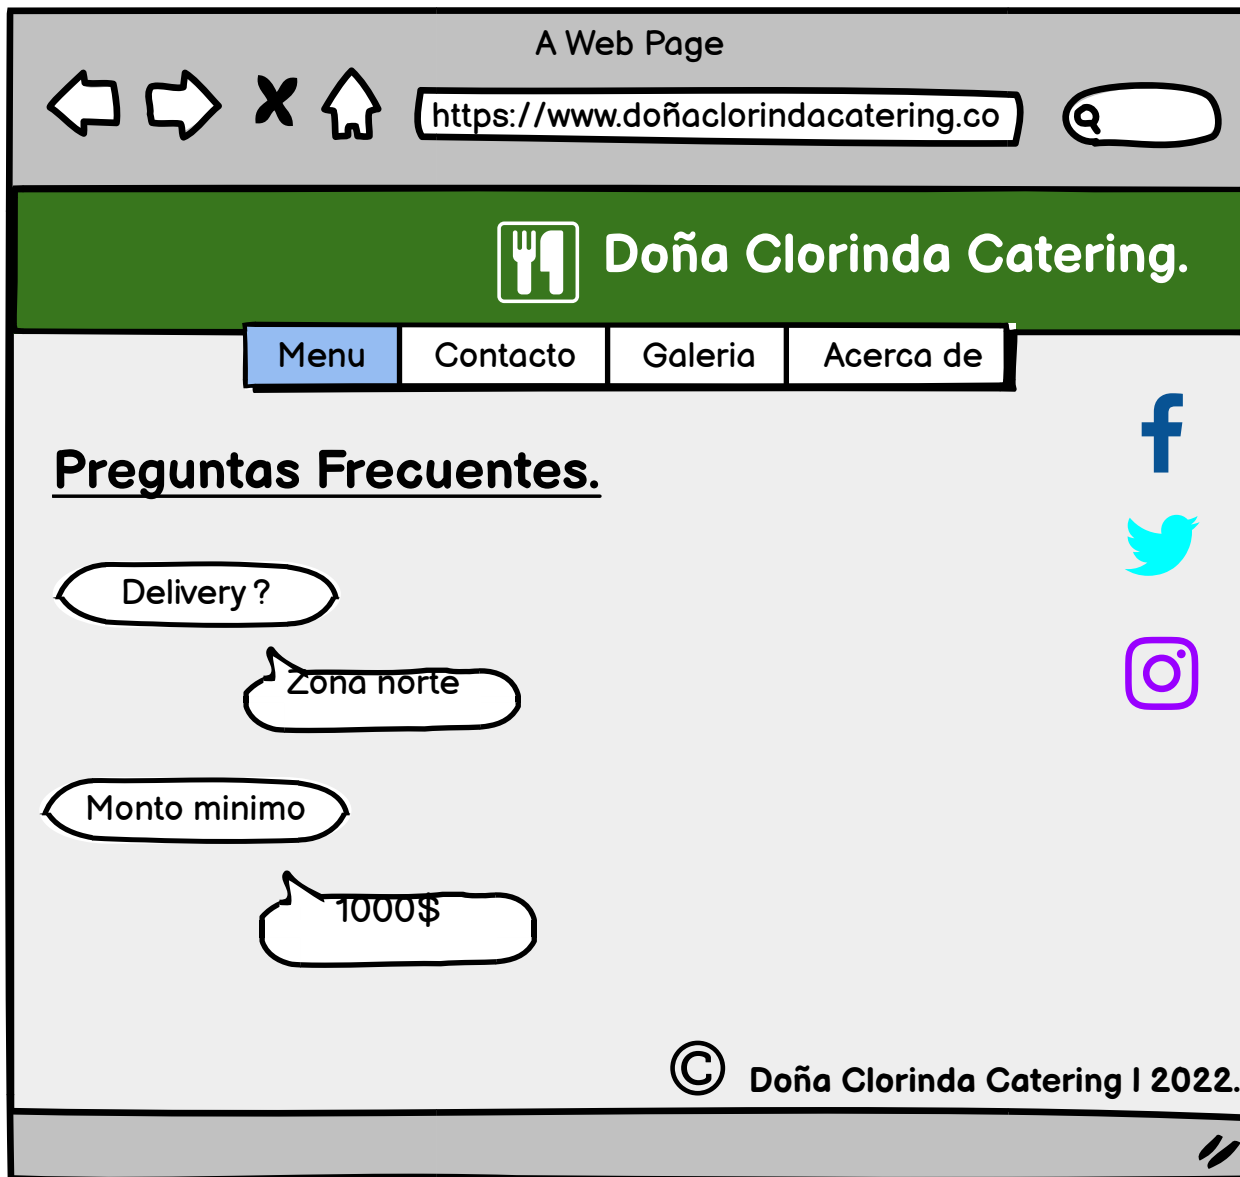 A Web Page
https://www.doñaclorindacatering.co
Doña Clorinda Catering.
Menu Contacto Galeria Acerca de
Preguntas Frecuentes.
Delivery ?
Zona norte
Monto minimo
1000$
© Doña Clorinda Catering | 2022.